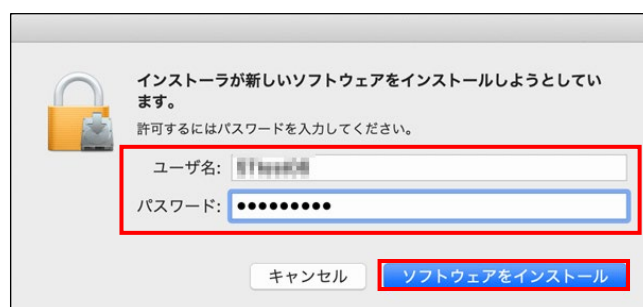 インストーラが新しいソフトウェアをインストールしようとしてい
ます。
許可するにはパスワードを入力してください。
ユーザ名:
パスワード: •••••••••
キャンセル ソフトウェアをインストール